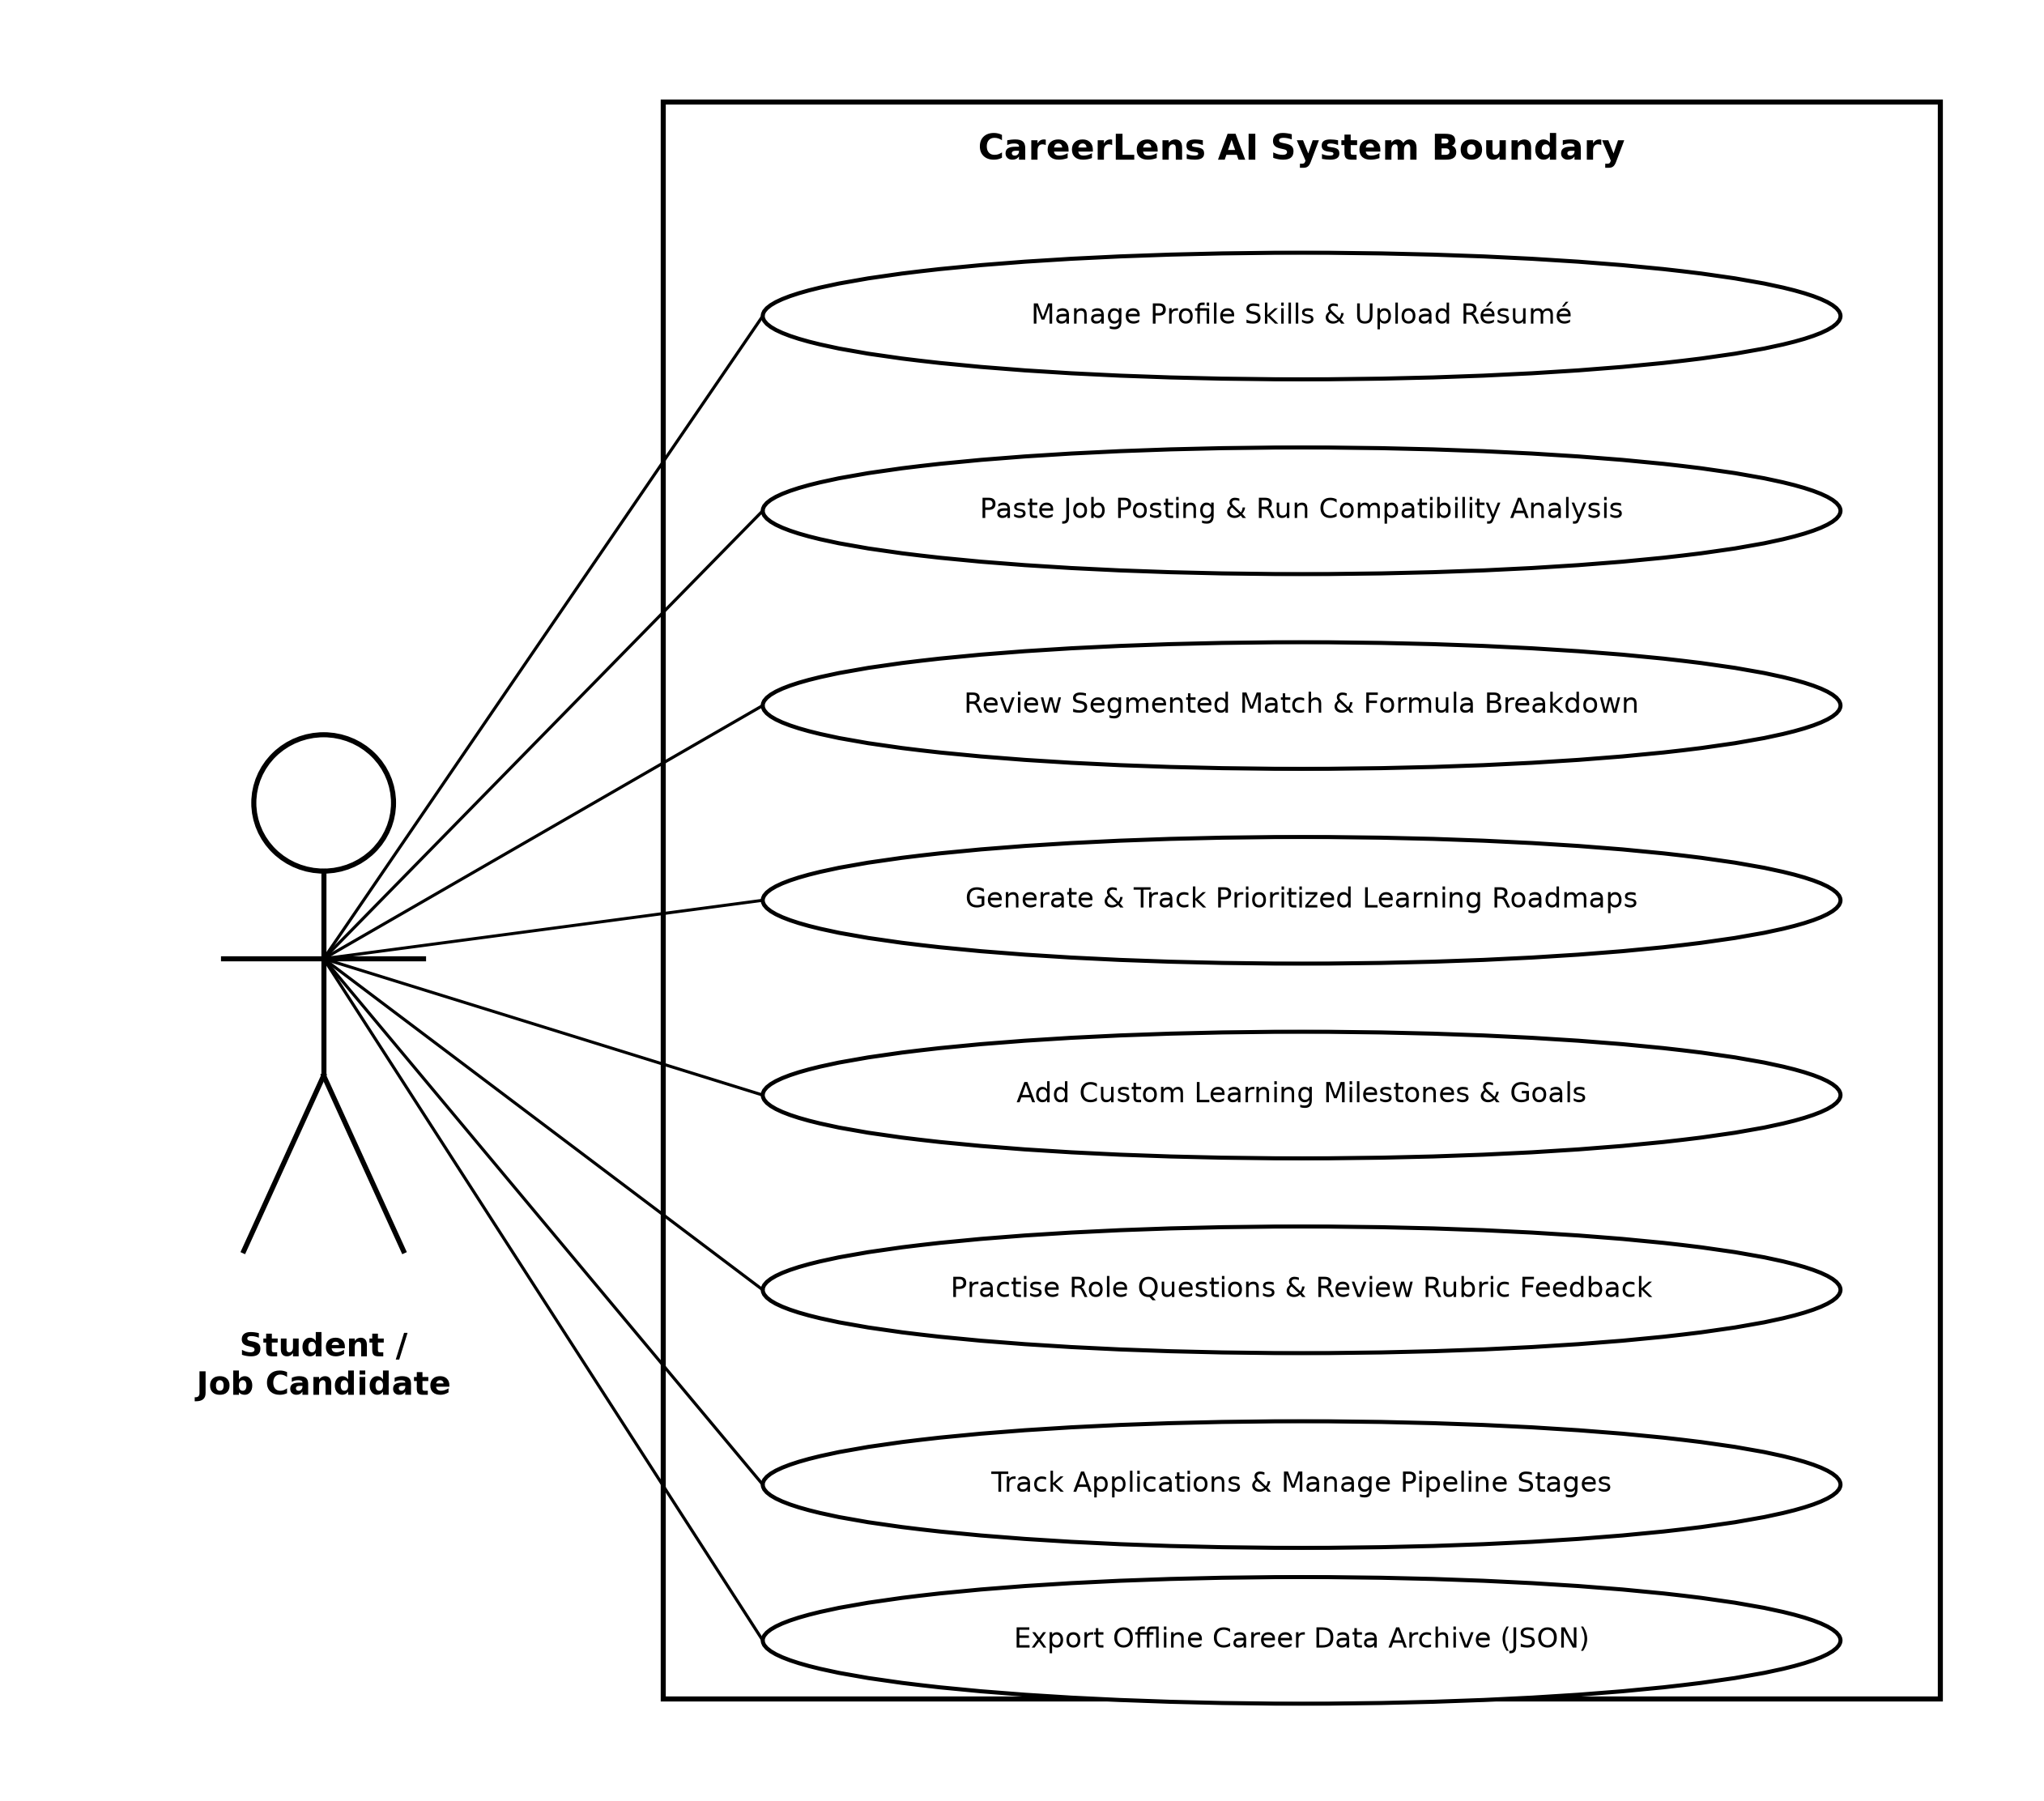 CareerLens AI System Boundary
Manage Profile Skills & Upload Résumé
Paste Job Posting & Run Compatibility Analysis
Review Segmented Match & Formula Breakdown
Generate & Track Prioritized Learning Roadmaps
Add Custom Learning Milestones & Goals
Practise Role Questions & Review Rubric Feedback
Track Applications & Manage Pipeline Stages
Export Offline Career Data Archive (JSON)
Student /
Job Candidate